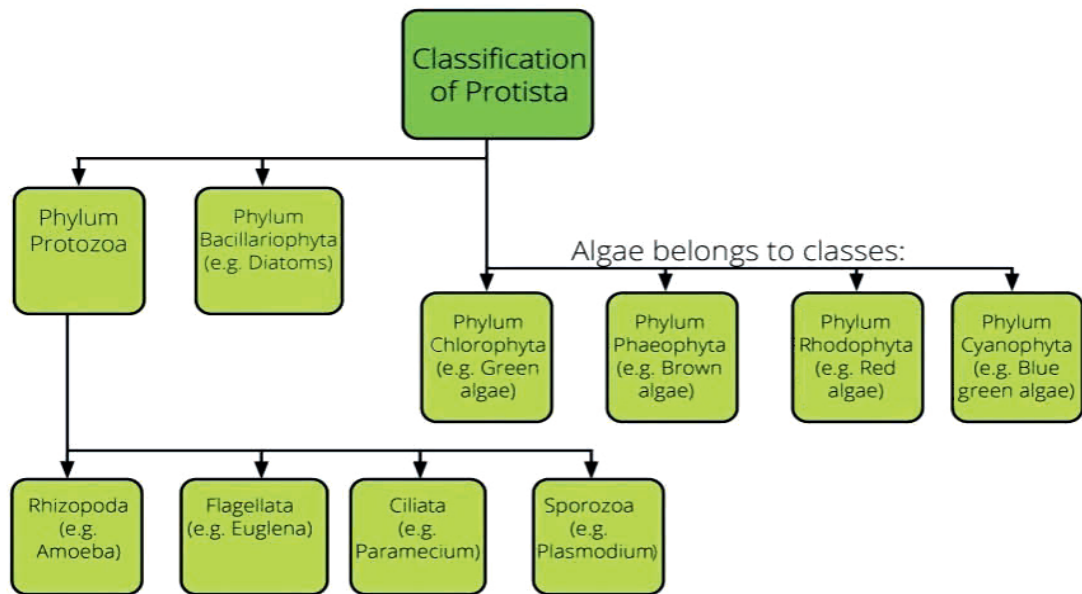 Classification
of Protista
Phylum
Protozoa
Phylum
Bacillariophyta
(e.g. Diatoms)
Algae belongs to classes:
Phylum
Chlorophyta
(e.g. Green
algae)
Phylum
Phaeophyta
(e.g. Brown
algae)
Phylum
Rhodophyta
(e.g. Red
algae)
Phylum
Cyanophyta
(e.g. Blue
green algae)
Rhizopoda
(e.g.
Amoeba)
Flagellata
(e.g. Euglena)
Ciliata
(e.g.
Paramecium)
Sporozoa
(e.g.
Plasmodium)